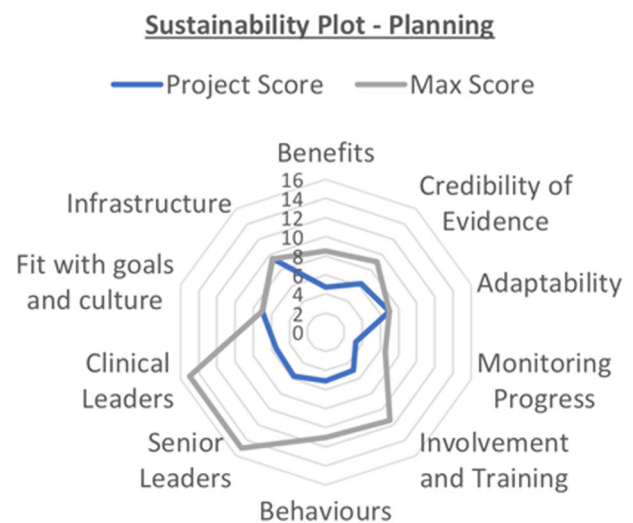 Sustainability Plot - Planning
Project Score
Max Score
Benefits
Credibility of
Evidence
Adaptability
Monitoring
Progress
Involvement
and Training
Behaviours
Senior
Leaders
Clinical
Leaders
Fit with goals
and culture
Infrastructure
16
14
12
10
8
6
4
2
0